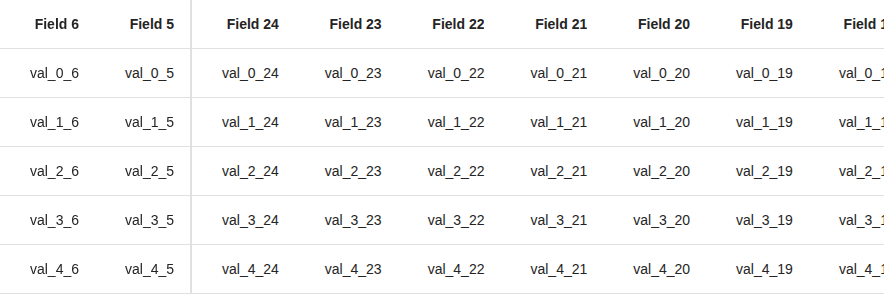 Field 6 Field 5 Field 24 Field 23 Field 22 Field 21 Field 20 Field 19 Field
val_0_6 val_0_5 val_0_24 val_0_23 val_0_22 val_0_21 val_0_20 val_0_19
val_1_6 val_1_5 val_1_24 val_1_23 val_1_22 val_1_21 val_1_20 val_1_19
val_2_6 val_2_5 val_2_24 val_2_23 val_2_22 val_2_21 val_2_20 val_2_19
val_3_6 val_3_5 val_3_24 val_3_23 val_3_22 val_3_21 val_3_20 val_3_19
val_4_6 val_4_5 val_4_24 val_4_23 val_4_22 val_4_21 val_4_20 val_4_19